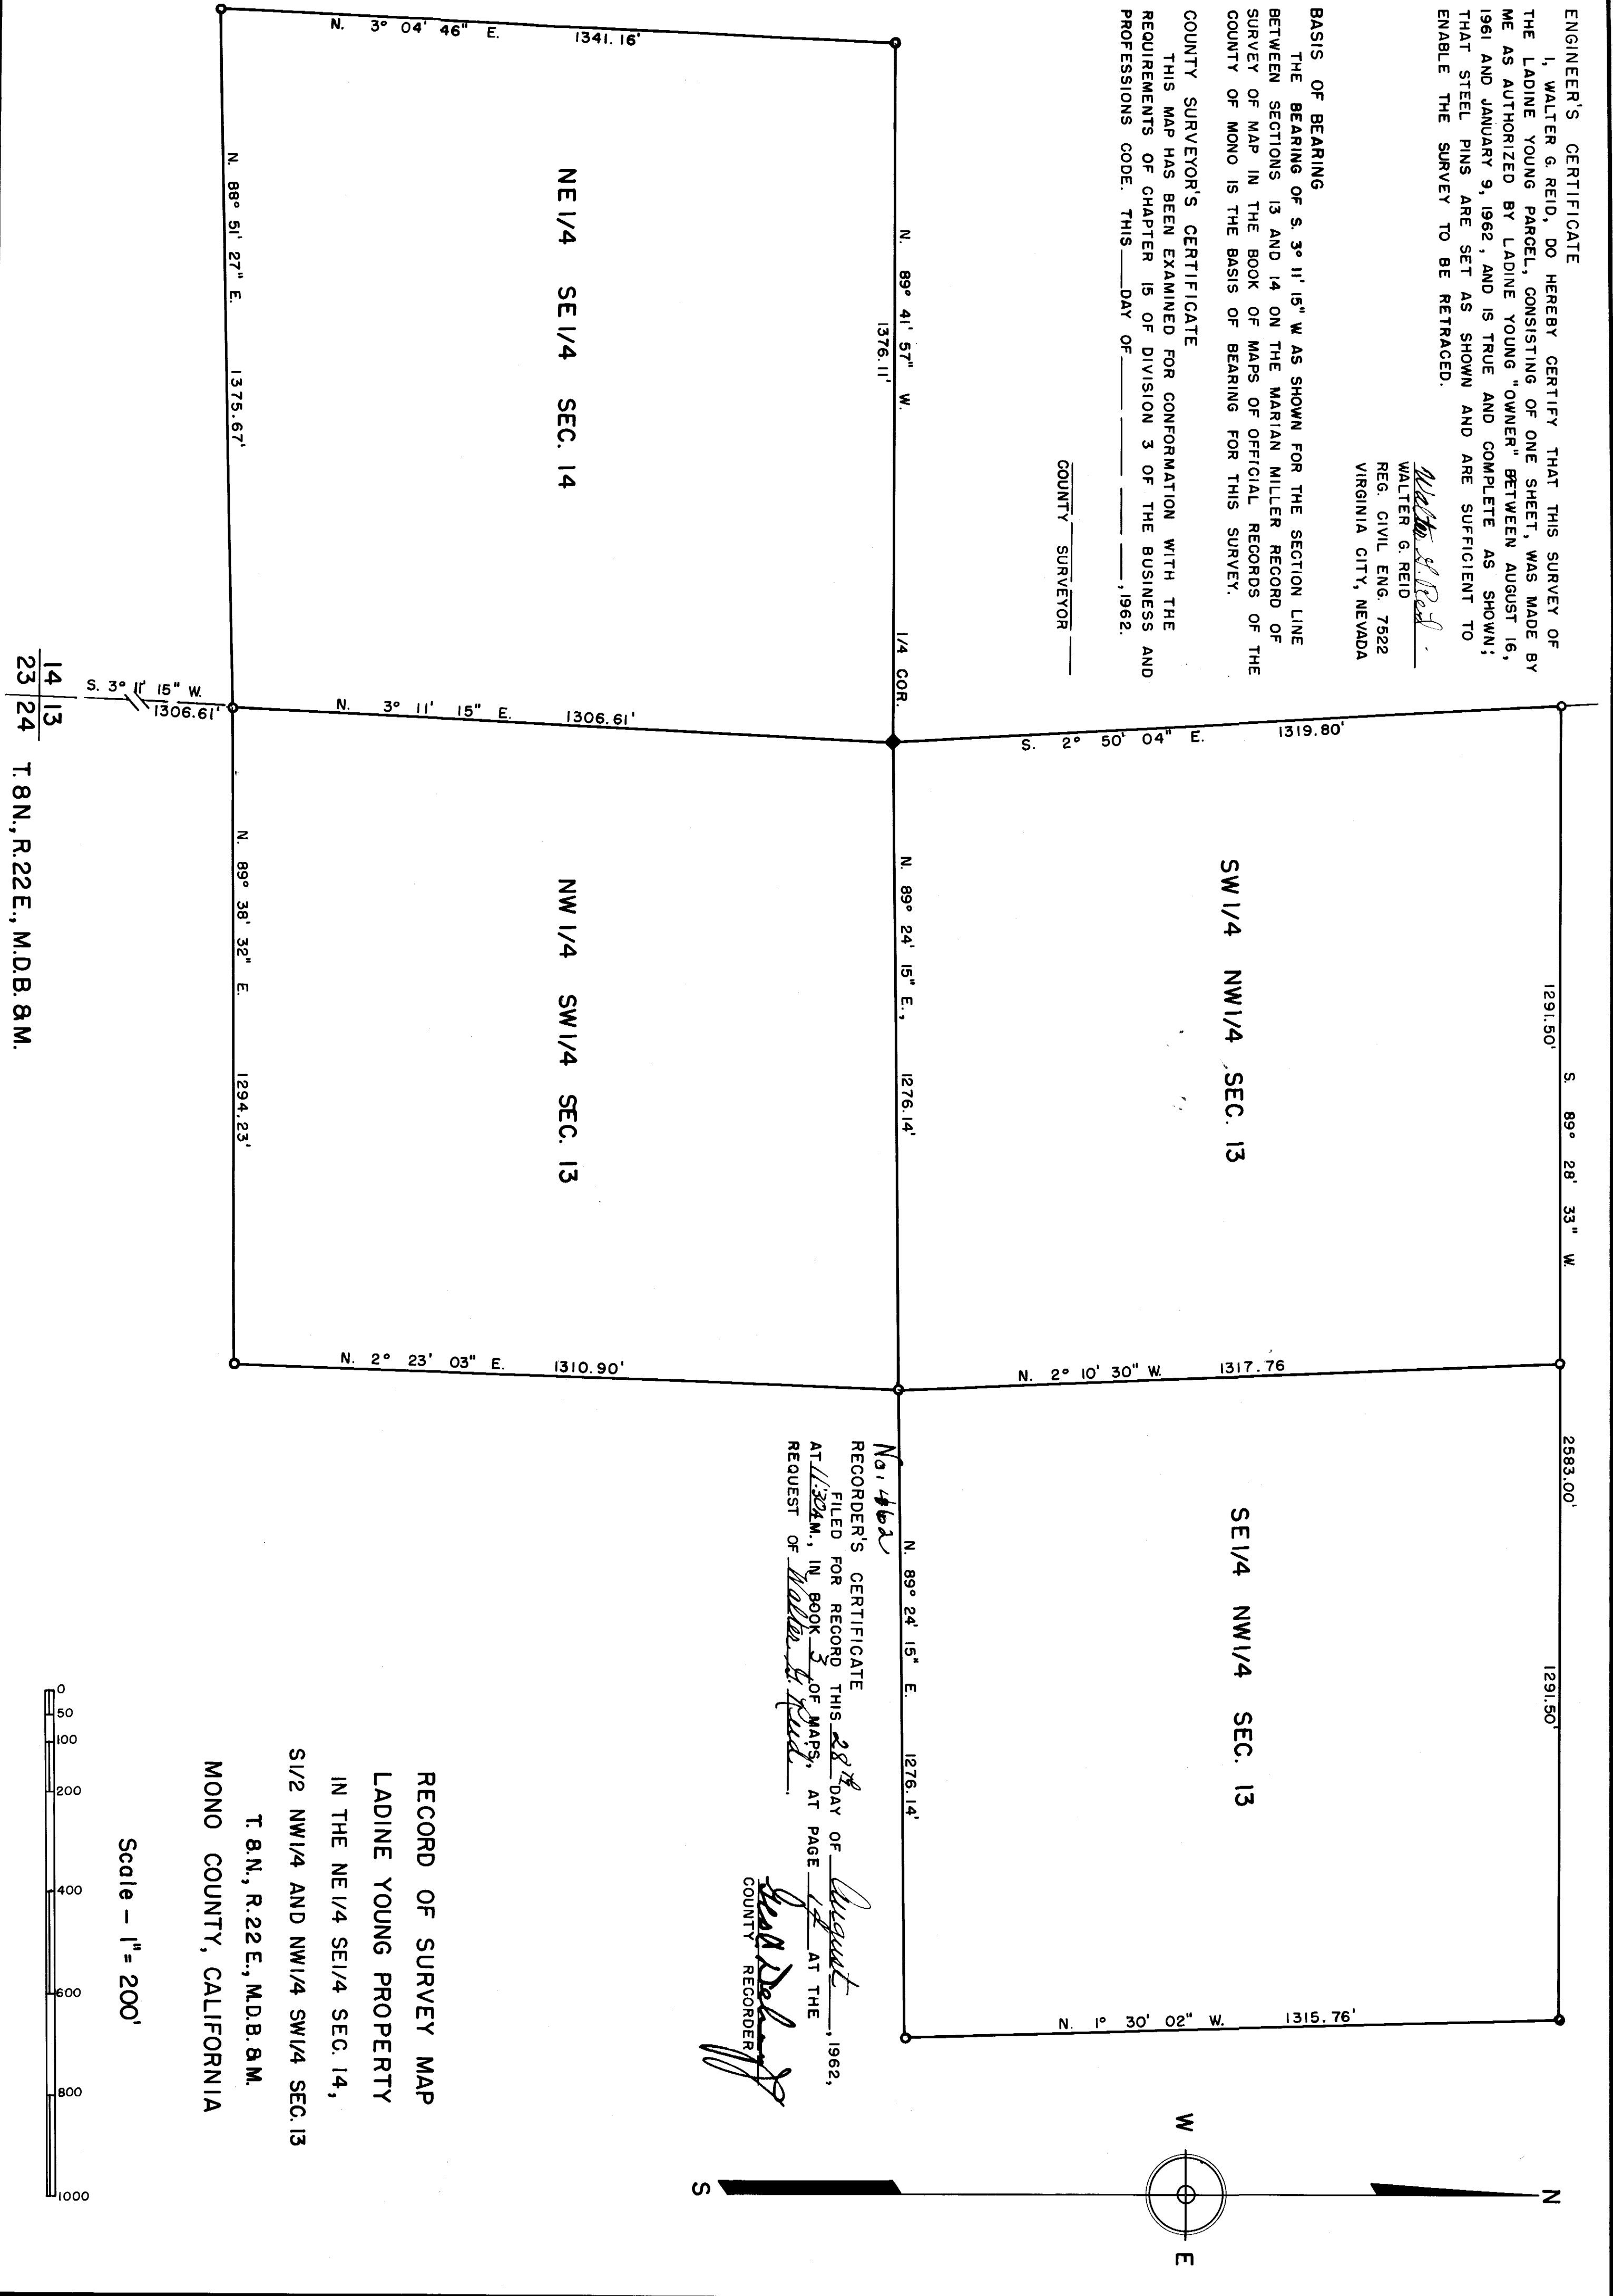 ENGINEER'S CERTIFICATE
I, WALTER G. REID, DO HEREBY CERTIFY THAT THIS SURVEY OF
THE LADINE YOUNG PARCEL, CONSISTING OF ONE SHEET, WAS MADE BY
ME AS AUTHORIZED BY LADINE YOUNG "OWNER" BETWEEN AUGUST 16,
1961 AND JANUARY 9, 1962, AND IS TRUE AND COMPLETE AS SHOWN;
THAT STEEL PINS ARE SET AS SHOWN AND ARE SUFFICIENT TO
ENABLE THE SURVEY TO BE RETRACED.
Walter G. Reid
WALTER G. REID
REG. CIVIL ENG. 7522
VIRGINIA CITY, NEVADA
BASIS OF BEARING
THE BEARING OF S. 3° 11' 15" W AS SHOWN FOR THE SECTION LINE
BETWEEN SECTIONS 13 AND 14 ON THE MARIAN MILLER RECORD OF
SURVEY OF MAP IN THE BOOK OF MAPS OF OFFICIAL RECORDS OF THE
COUNTY OF MONO IS THE BASIS OF BEARING FOR THIS SURVEY.
COUNTY SURVEYOR'S CERTIFICATE
THIS MAP HAS BEEN EXAMINED FOR CONFORMATION WITH THE
REQUIREMENTS OF CHAPTER 15 OF DIVISION 3 OF THE BUSINESS AND
PROFESSIONS CODE. THIS DAY OF , 1962.
COUNTY SURVEYOR
1291.50' S. 89° 28' 33" W. 2583.00' 1291.50'
S. 2° 50' 04" E. 1319.80'
SW 1/4 NW 1/4 SEC. 13
N. 2° 10' 30" W. 1317.76
SE 1/4 NW 1/4 SEC. 13
N. 1° 30' 02" W. 1315.76'
N
W E
S
N. 89° 41' 57" W.
1376.11'
1/4 COR.
N. 89° 24' 15" E., 1276.14'
N. 89° 24' 15" E. 1276.14'
N. 3° 04' 46" E. 1341.16'
NE 1/4 SE 1/4 SEC. 14
N. 3° 11' 15" E. 1306.61'
NW 1/4 SW 1/4 SEC. 13
N. 2° 23' 03" E. 1310.90'
N. 88° 51' 27" E. 1375.67'
N. 89° 38' 32" E. 1294.23'
S. 3° 11' 15" W.
1306.61'
14 13
23 24
T. 8 N., R. 22 E., M.D.B. & M.
RECORDER'S CERTIFICATE
FILED FOR RECORD THIS 28th DAY OF August, 1962,
AT 11:30 A M., IN BOOK 3 OF MAPS, AT PAGE AT THE
REQUEST OF Walter G. Reid.
COUNTY RECORDER
RECORD OF SURVEY MAP
LADINE YOUNG PROPERTY
IN THE NE 1/4 SE 1/4 SEC. 14,
S 1/2 NW 1/4 AND NW 1/4 SW 1/4 SEC. 13
T. 8 N., R. 22 E., M.D.B. & M.
MONO COUNTY, CALIFORNIA
Scale - 1" = 200'
0 50 100 200 400 600 800 1000